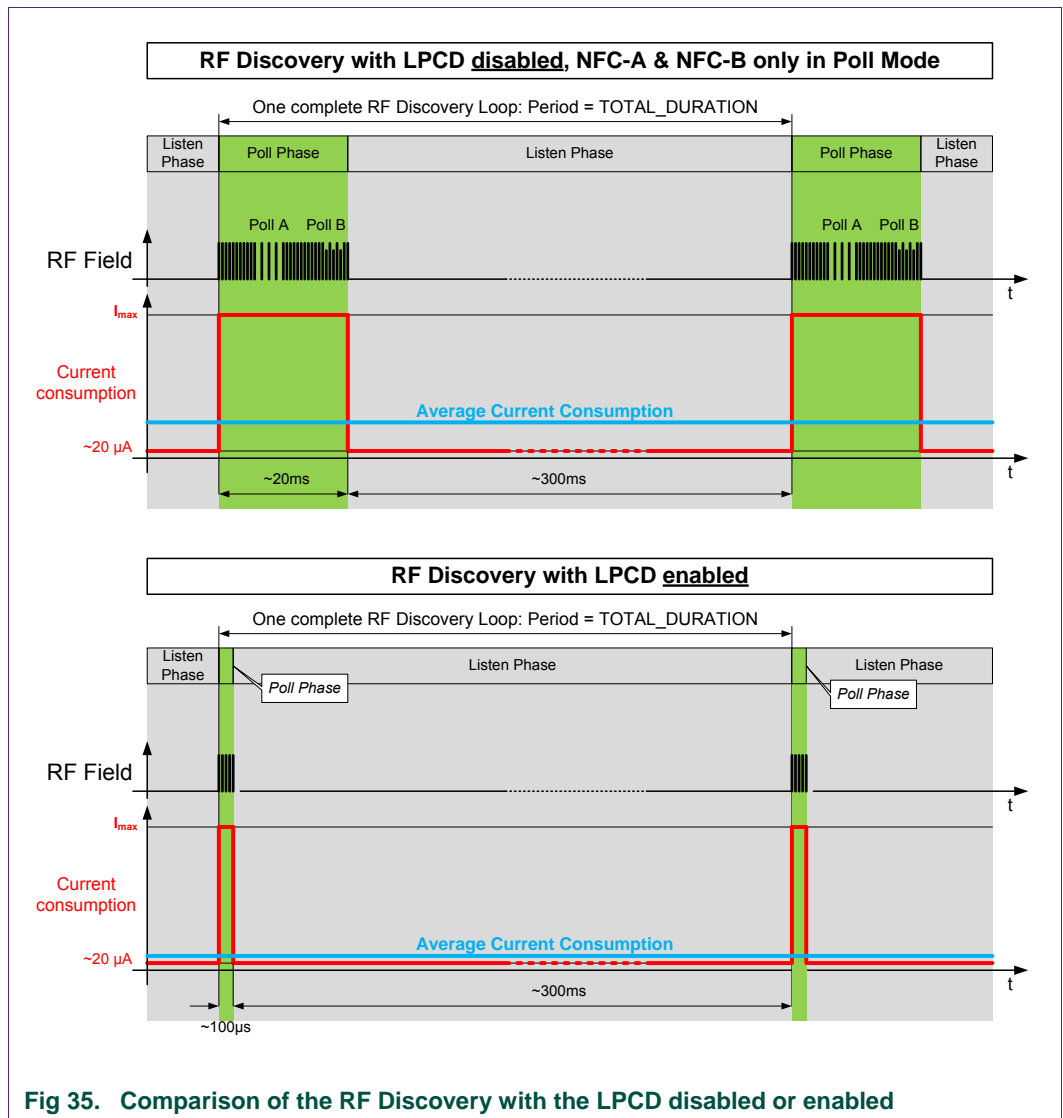 RF Discovery with LPCD disabled, NFC-A & NFC-B only in Poll Mode
One complete RF Discovery Loop: Period = TOTAL_DURATION
Listen
Phase
Poll Phase
Listen Phase
Poll Phase
Listen
Phase
Poll A
Poll B
Poll A
Poll B
RF Field
t
Imax
Current
consumption
Average Current Consumption
~20 µA
t
~20ms
~300ms
RF Discovery with LPCD enabled
One complete RF Discovery Loop: Period = TOTAL_DURATION
Listen
Phase
Listen Phase
Listen Phase
Poll Phase
Poll Phase
RF Field
t
Imax
Current
consumption
Average Current Consumption
~20 µA
t
~300ms
~100µs
Fig 35. Comparison of the RF Discovery with the LPCD disabled or enabled